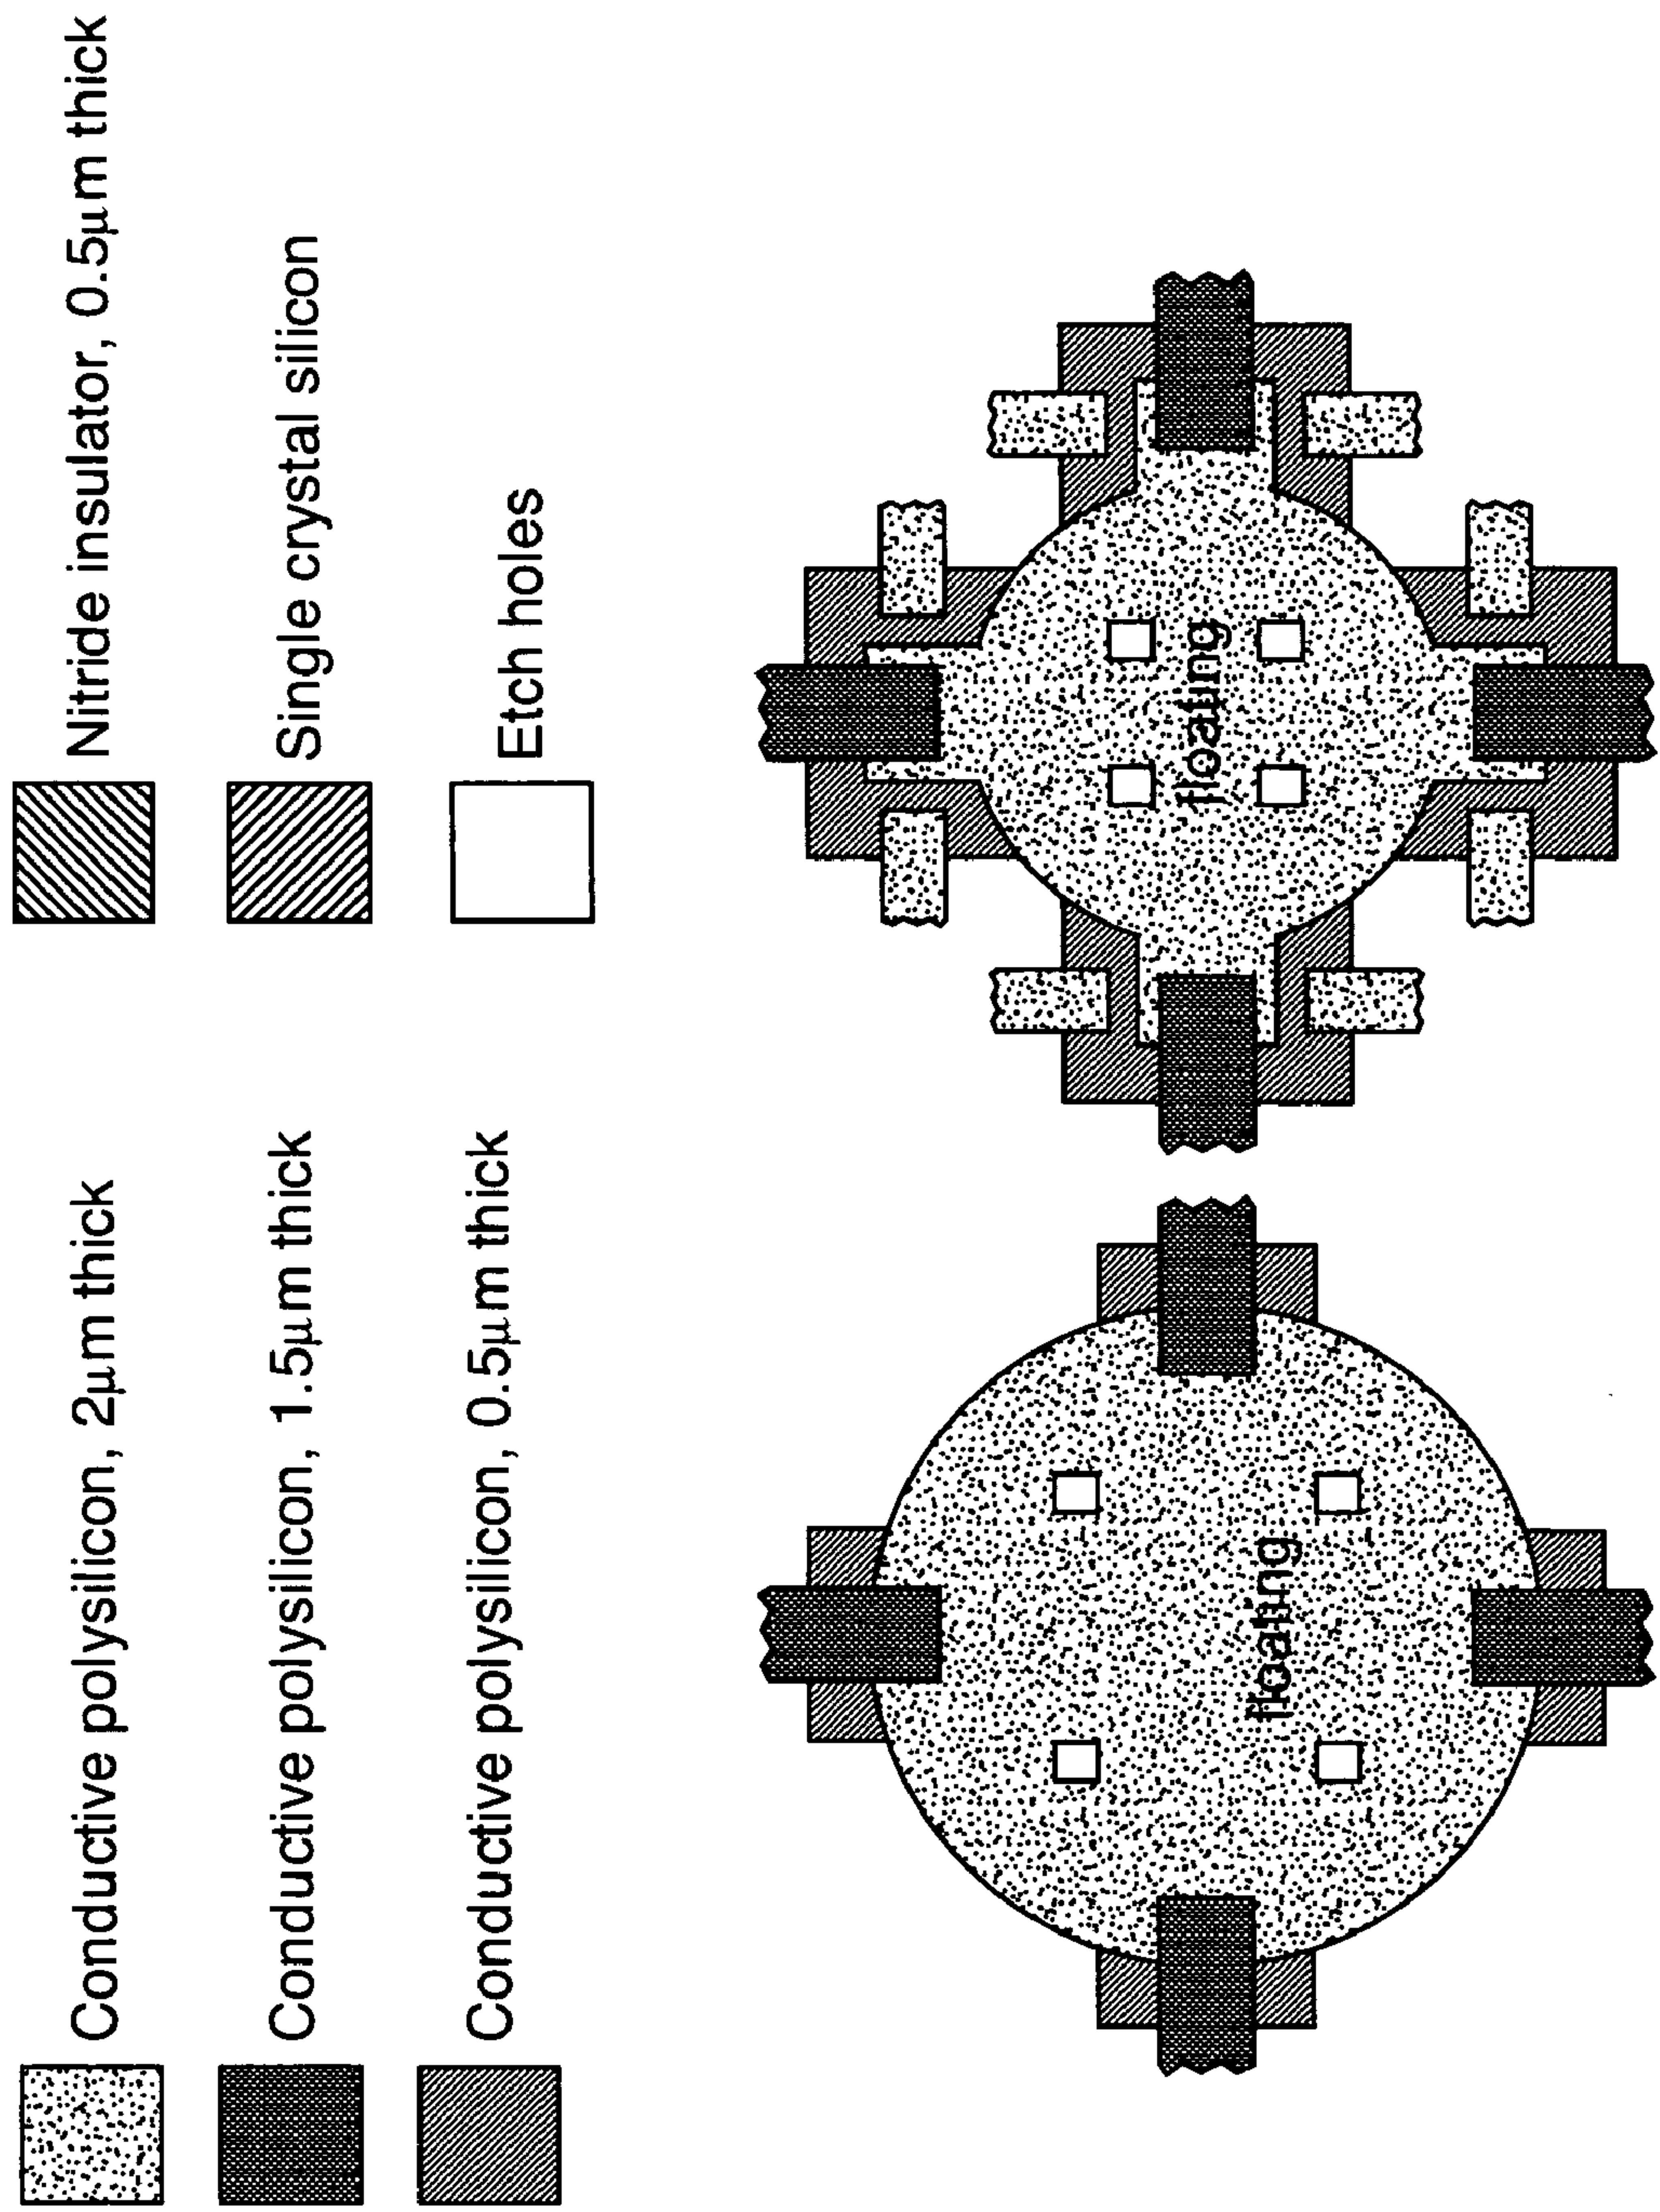 Conductive polysilicon, 2μm thick
Conductive polysilicon, 1.5μm thick
Conductive polysilicon, 0.5μm thick
Nitride insulator, 0.5μm thick
Single crystal silicon
Etch holes
floating
floating